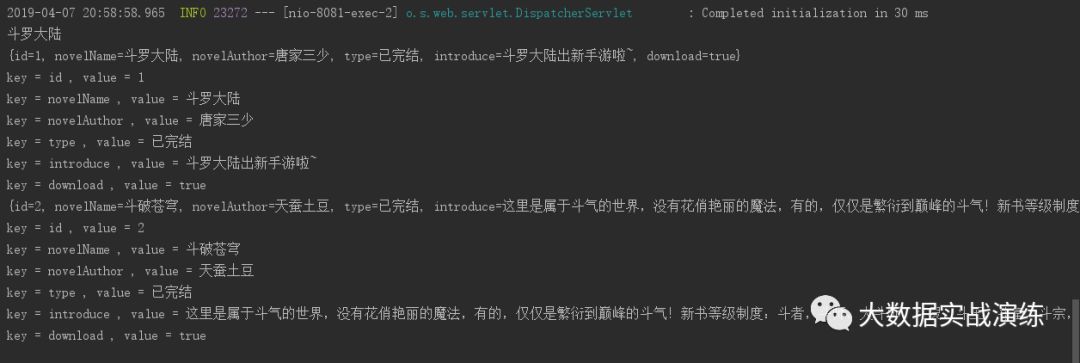 2019-04-07 20:58:58.965  INFO 23272 --- [nio-8081-exec-2] o.s.web.servlet.DispatcherServlet        : Completed initialization in 30 ms
斗罗大陆
{id=1, novelName=斗罗大陆, novelAuthor=唐家三少, type=已完结, introduce=斗罗大陆出新手游啦~, download=true}
key = id , value = 1
key = novelName , value = 斗罗大陆
key = novelAuthor , value = 唐家三少
key = type , value = 已完结
key = introduce , value = 斗罗大陆出新手游啦~
key = download , value = true
{id=2, novelName=斗破苍穹, novelAuthor=天蚕土豆, type=已完结, introduce=这里是属于斗气的世界，没有花俏艳丽的魔法，有的，仅仅是繁衍到巅峰的斗气！新书等级制度
key = id , value = 2
key = novelName , value = 斗破苍穹
key = novelAuthor , value = 天蚕土豆
key = type , value = 已完结
key = introduce , value = 这里是属于斗气的世界，没有花俏艳丽的魔法，有的，仅仅是繁衍到巅峰的斗气！新书等级制度：斗者， 斗宗，
大数据实战演练
key = download , value = true